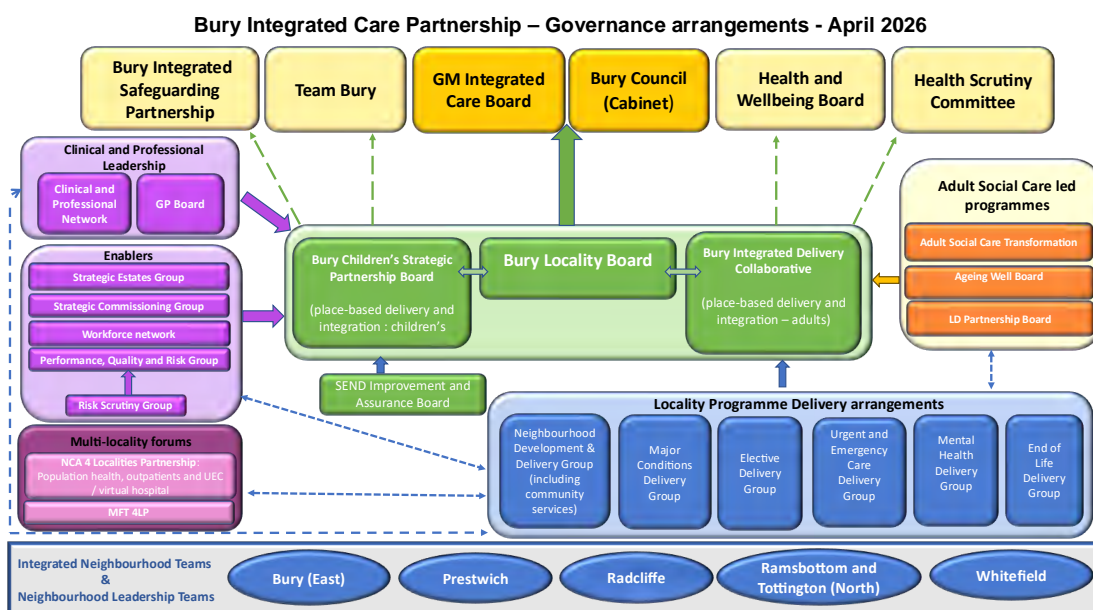 Bury Integrated Care Partnership – Governance arrangements - April 2026
Bury Integrated
Safeguarding
Partnership
Team Bury
GM Integrated
Care Board
Bury Council
(Cabinet)
Health and
Wellbeing Board
Health Scrutiny
Committee
Clinical and Professional
Leadership
Clinical and
Professional
Network
GP Board
Enablers
Strategic Estates Group
Strategic Commissioning Group
Workforce network
Performance, Quality and Risk Group
Risk Scrutiny Group
Multi-locality forums
NCA 4 Localities Partnership:
Population health, outpatients and UEC
/ virtual hospital
MFT 4LP
Bury Children's Strategic
Partnership Board
(place-based delivery and
integration : children's
Bury Locality Board
Bury Integrated Delivery
Collaborative
(place-based delivery and
integration – adults)
SEND Improvement and
Assurance Board
Adult Social Care led
programmes
Adult Social Care Transformation
Ageing Well Board
LD Partnership Board
Locality Programme Delivery arrangements
Neighbourhood
Development &
Delivery Group
(including
community
services)
Major
Conditions
Delivery
Group
Elective
Delivery
Group
Urgent and
Emergency
Care
Delivery
Group
Mental
Health
Delivery
Group
End of
Life
Delivery
Group
Integrated Neighbourhood Teams
&
Neighbourhood Leadership Teams
Bury (East)
Prestwich
Radcliffe
Ramsbottom and
Tottington (North)
Whitefield